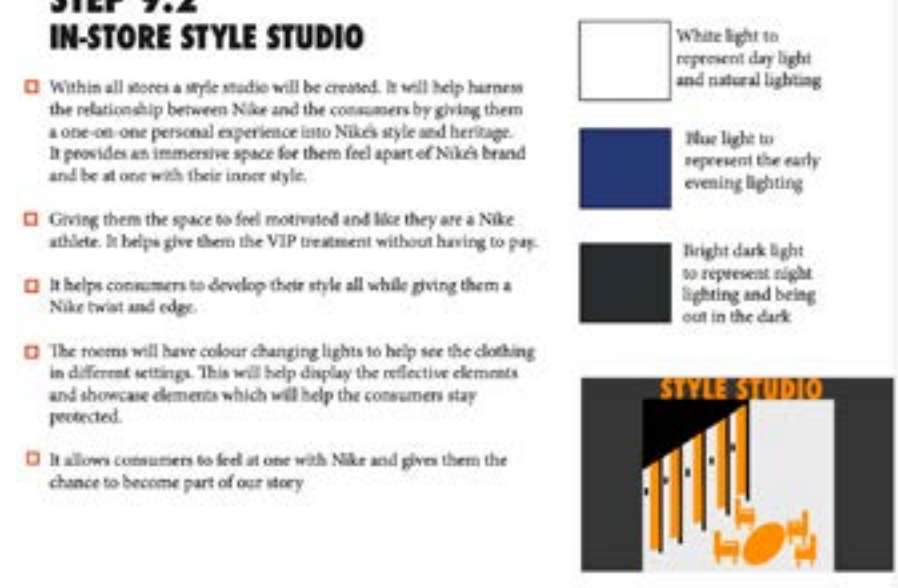 STEP 9.2
IN-STORE STYLE STUDIO
Within all stores a style studio will be created. It will help harness
the relationship between Nike and the consumers by giving them
a one-on-one personal experience into Nike's style and heritage.
It provides an immersive space for them feel apart of Nike's brand
and be at one with their inner style.
Giving them the space to feel motivated and like they are a Nike
athlete. It helps give them the VIP treatment without having to pay.
It helps consumers to develop their style all while giving them a
Nike twist and edge.
The rooms will have colour changing lights to help see the clothing
in different settings. This will help display the reflective elements
and showcase elements which will help the consumers stay
protected.
It allows consumers to feel at one with Nike and gives them the
chance to become part of our story
White light to
represent day light
and natural lighting
Blue light to
represent the early
evening lighting
Bright dark light
to represent night
lighting and being
out in the dark
STYLE STUDIO